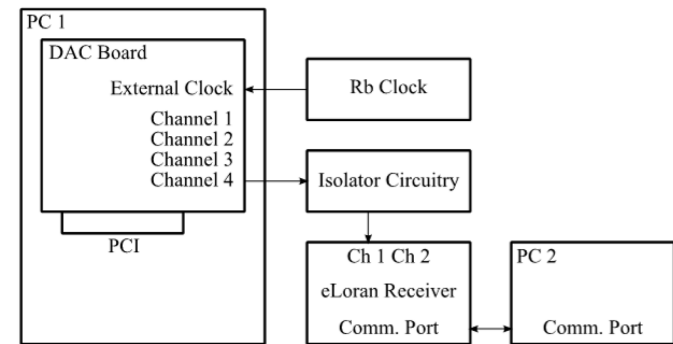 PC 1
DAC Board
External Clock
Channel 1
Channel 2
Channel 3
Channel 4
PCI
Rb Clock
Isolator Circuitry
Ch 1 Ch 2
eLoran Receiver
Comm. Port
PC 2
Comm. Port